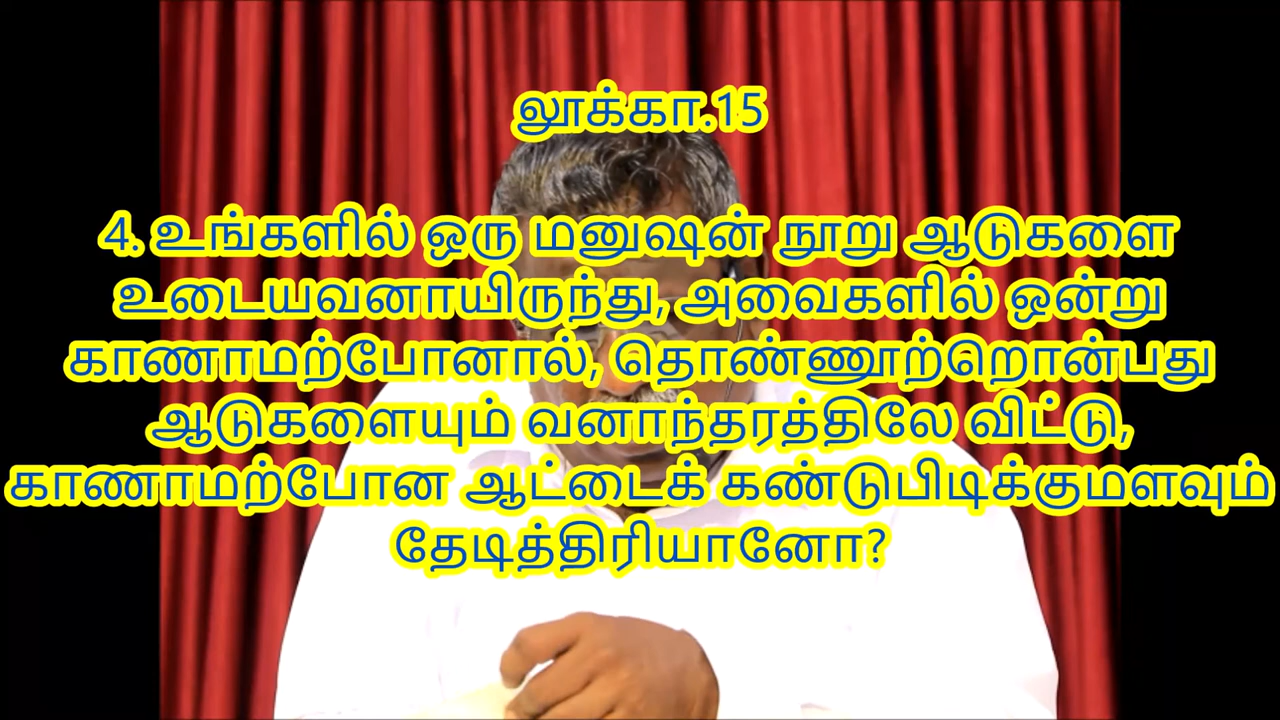 லூக்கா.15
4. உங்களில் ஒரு மனுஷன் நூறு ஆடுகளை
உடையவனாயிருந்து, அவைகளில் ஒன்று
காணாமற்போனால், தொண்ணூற்றொன்பது
ஆடுகளையும் வனாந்தரத்திலே விட்டு,
காணாமற்போன ஆட்டைக் கண்டுபிடிக்குமளவும்
தேடித்திரியானோ?